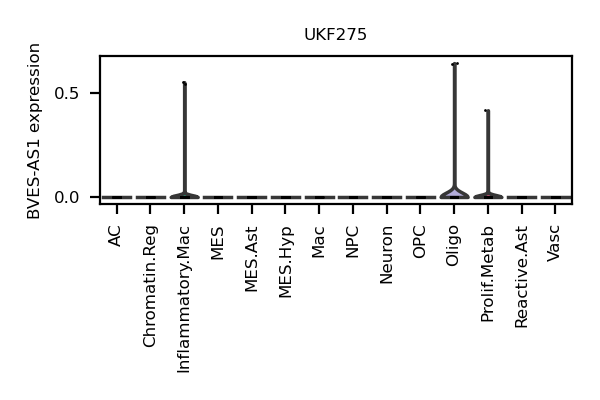 UKF275
BVES-AS1 expression
0.5
0.0
AC
Chromatin.Reg
Inflammatory.Mac
MES
MES.Ast
MES.Hyp
Mac
NPC
Neuron
OPC
Oligo
Prolif.Metab
Reactive.Ast
Vasc